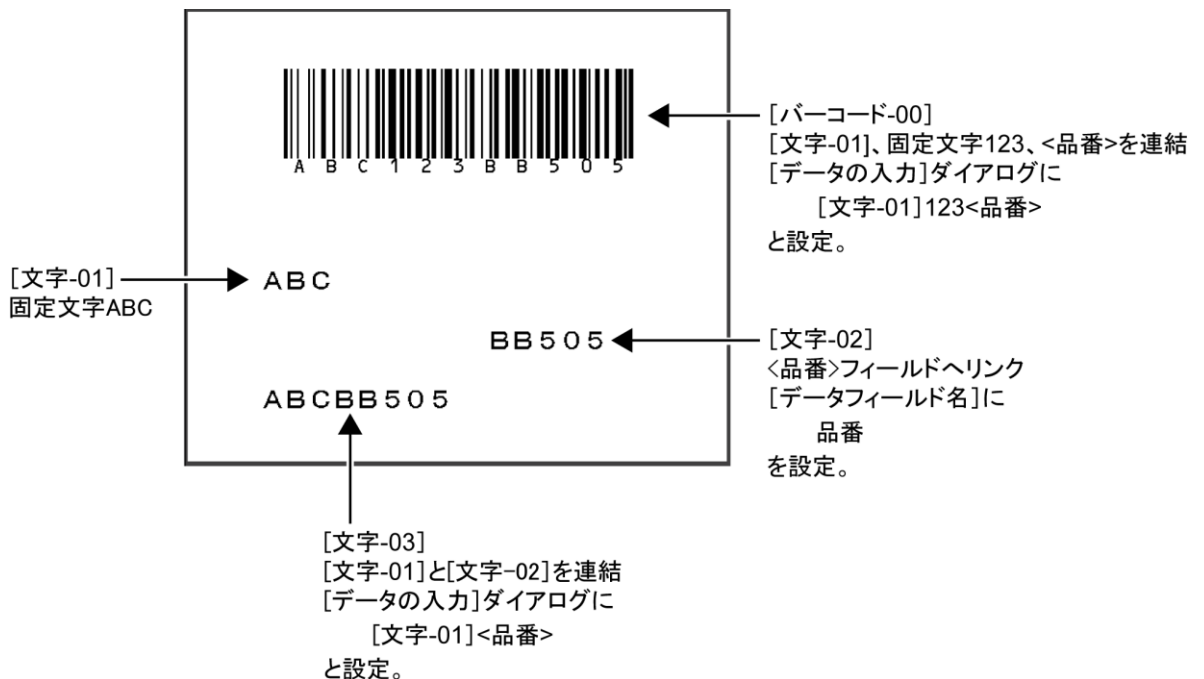 ABC123BB505
[バーコード-00]
[文字-01]、固定文字123、<品番>を連結
[データの入力]ダイアログに
[文字-01]123<品番>
と設定。
[文字-01]
固定文字ABC
ABC
BB505
[文字-02]
<品番>フィールドへリンク
[データフィールド名]に
品番
を設定。
ABCBB505
[文字-03]
[文字-01]と[文字-02]を連結
[データの入力]ダイアログに
[文字-01]<品番>
と設定。